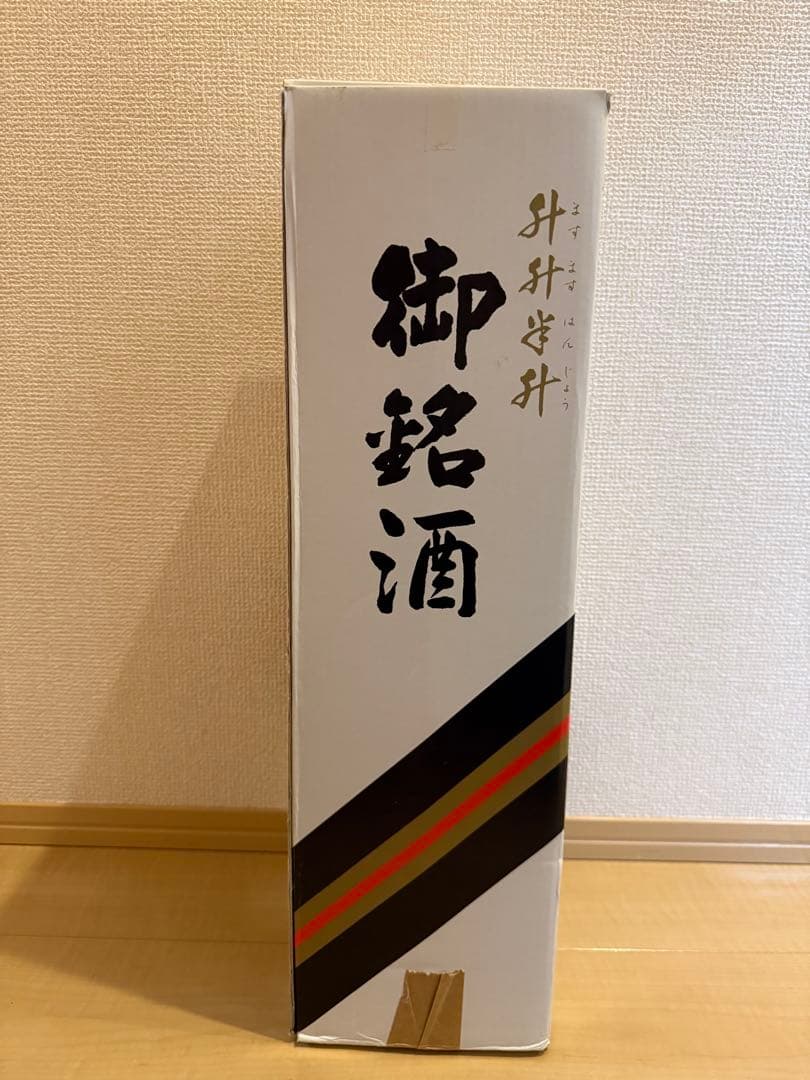 升升半升
ます ます はん じょう
御銘酒